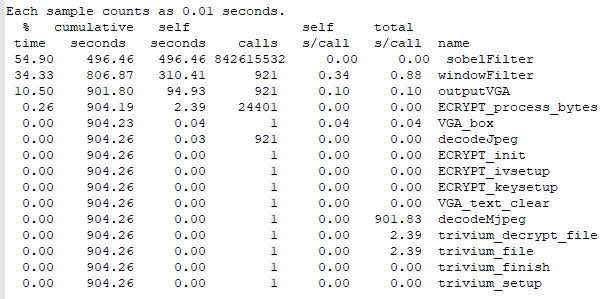 Each sample counts as 0.01 seconds.
  %   cumulative   self              self     total
 time   seconds   seconds    calls   s/call   s/call  name
 54.90    496.46   496.46 842615532     0.00     0.00  sobelFilter
 34.33    806.87   310.41      921     0.34     0.88  windowFilter
 10.50    901.80    94.93      921     0.10     0.10  outputVGA
  0.26    904.19     2.39    24401     0.00     0.00  ECRYPT_process_bytes
  0.00    904.23     0.04        1     0.04     0.04  VGA_box
  0.00    904.26     0.03      921     0.00     0.00  decodeJpeg
  0.00    904.26     0.00        1     0.00     0.00  ECRYPT_init
  0.00    904.26     0.00        1     0.00     0.00  ECRYPT_ivsetup
  0.00    904.26     0.00        1     0.00     0.00  ECRYPT_keysetup
  0.00    904.26     0.00        1     0.00     0.00  VGA_text_clear
  0.00    904.26     0.00        1     0.00   901.83  decodeMjpeg
  0.00    904.26     0.00        1     0.00     2.39  trivium_decrypt_file
  0.00    904.26     0.00        1     0.00     2.39  trivium_file
  0.00    904.26     0.00        1     0.00     0.00  trivium_finish
  0.00    904.26     0.00        1     0.00     0.00  trivium_setup